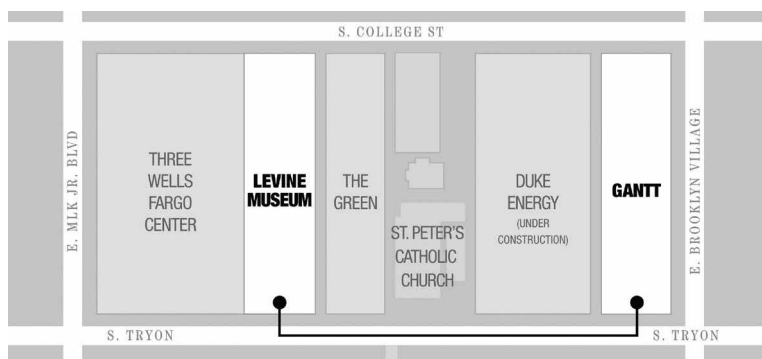 S. COLLEGE ST
E. MLK JR. BLVD
THREE
WELLS
FARGO
CENTER
LEVINE
MUSEUM
THE
GREEN
ST. PETER'S
CATHOLIC
CHURCH
DUKE
ENERGY
(UNDER
CONSTRUCTION)
GANTT
E. BROOKLYN VILLAGE
S. TRYON
S. TRYON